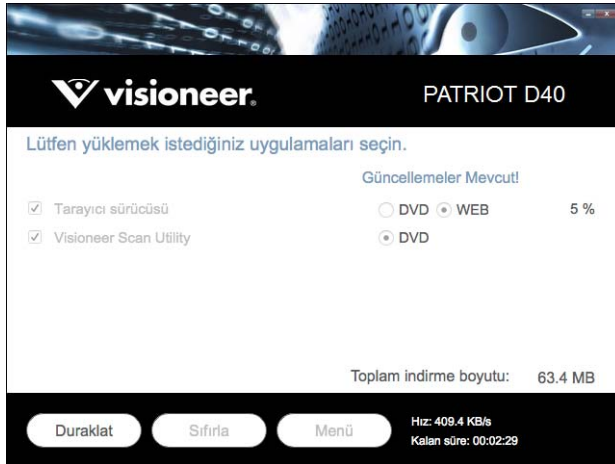 visioneer®
PATRIOT D40
Lütfen yüklemek istediğiniz uygulamaları seçin.
Güncellemeler Mevcut!
Tarayıcı sürücüsü DVD WEB 5 %
Visioneer Scan Utility DVD
Toplam indirme boyutu: 63.4 MB
Duraklat Sıfırla Menü
Hız: 409.4 KB/s
Kalan süre: 00:02:29